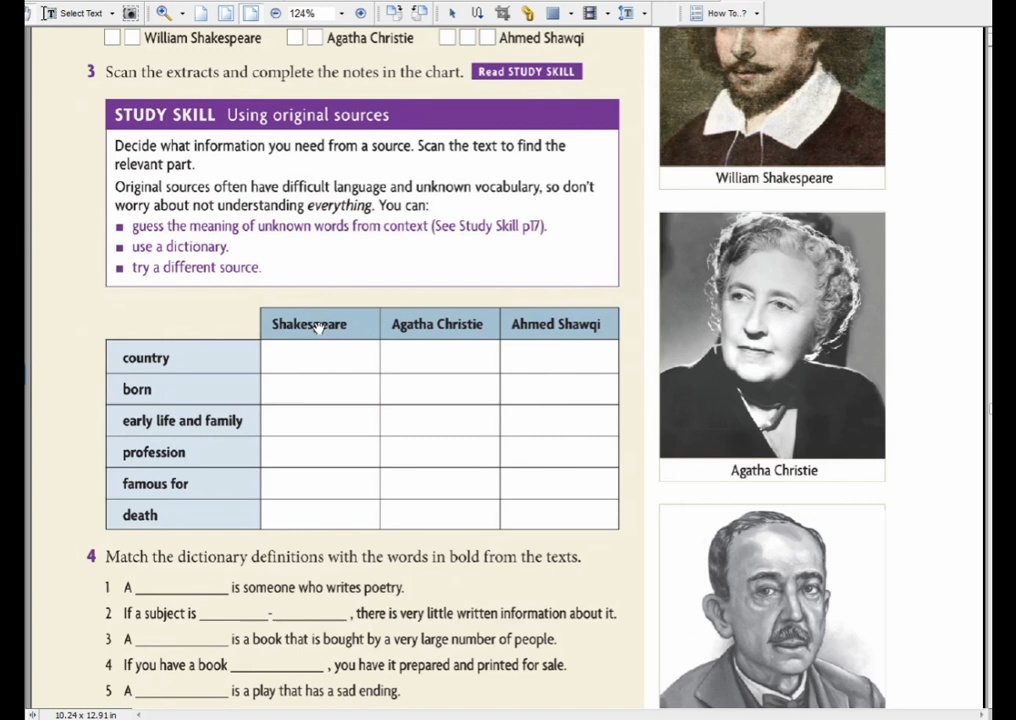 Select Text
124%
How To..?
William Shakespeare
Agatha Christie
Ahmed Shawqi
3 Scan the extracts and complete the notes in the chart. Read STUDY SKILL
STUDY SKILL Using original sources
Decide what information you need from a source. Scan the text to find the
relevant part.
Original sources often have difficult language and unknown vocabulary, so don't
worry about not understanding everything. You can:
■ guess the meaning of unknown words from context (See Study Skill p17).
■ use a dictionary.
■ try a different source.
Shakespeare Agatha Christie Ahmed Shawqi
country
born
early life and family
profession
famous for
death
4 Match the dictionary definitions with the words in bold from the texts.
1 A __________ is someone who writes poetry.
2 If a subject is _______-________, there is very little written information about it.
3 A __________ is a book that is bought by a very large number of people.
4 If you have a book __________, you have it prepared and printed for sale.
5 A __________ is a play that has a sad ending.
William Shakespeare
Agatha Christie
10.24 x 12.91 in